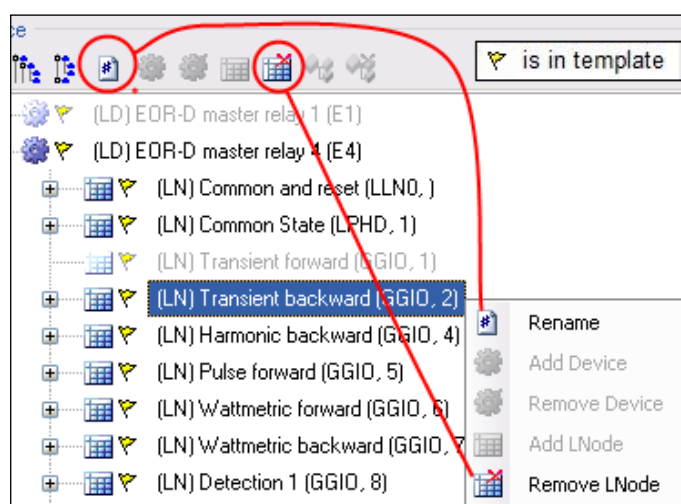 ce
is in template
(LD) EOR-D master relay 1 (E1)
(LD) EOR-D master relay 4 (E4)
(LN) Common and reset (LLN0, )
(LN) Common State (LPHD, 1)
(LN) Transient forward (GGIO, 1)
(LN) Transient backward (GGIO, 2)
(LN) Harmonic backward (GGIO, 4)
(LN) Pulse forward (GGIO, 5)
(LN) Wattmetric forward (GGIO, 6)
(LN) Wattmetric backward (GGIO, 7
(LN) Detection 1 (GGIO, 8)
Rename
Add Device
Remove Device
Add LNode
Remove LNode